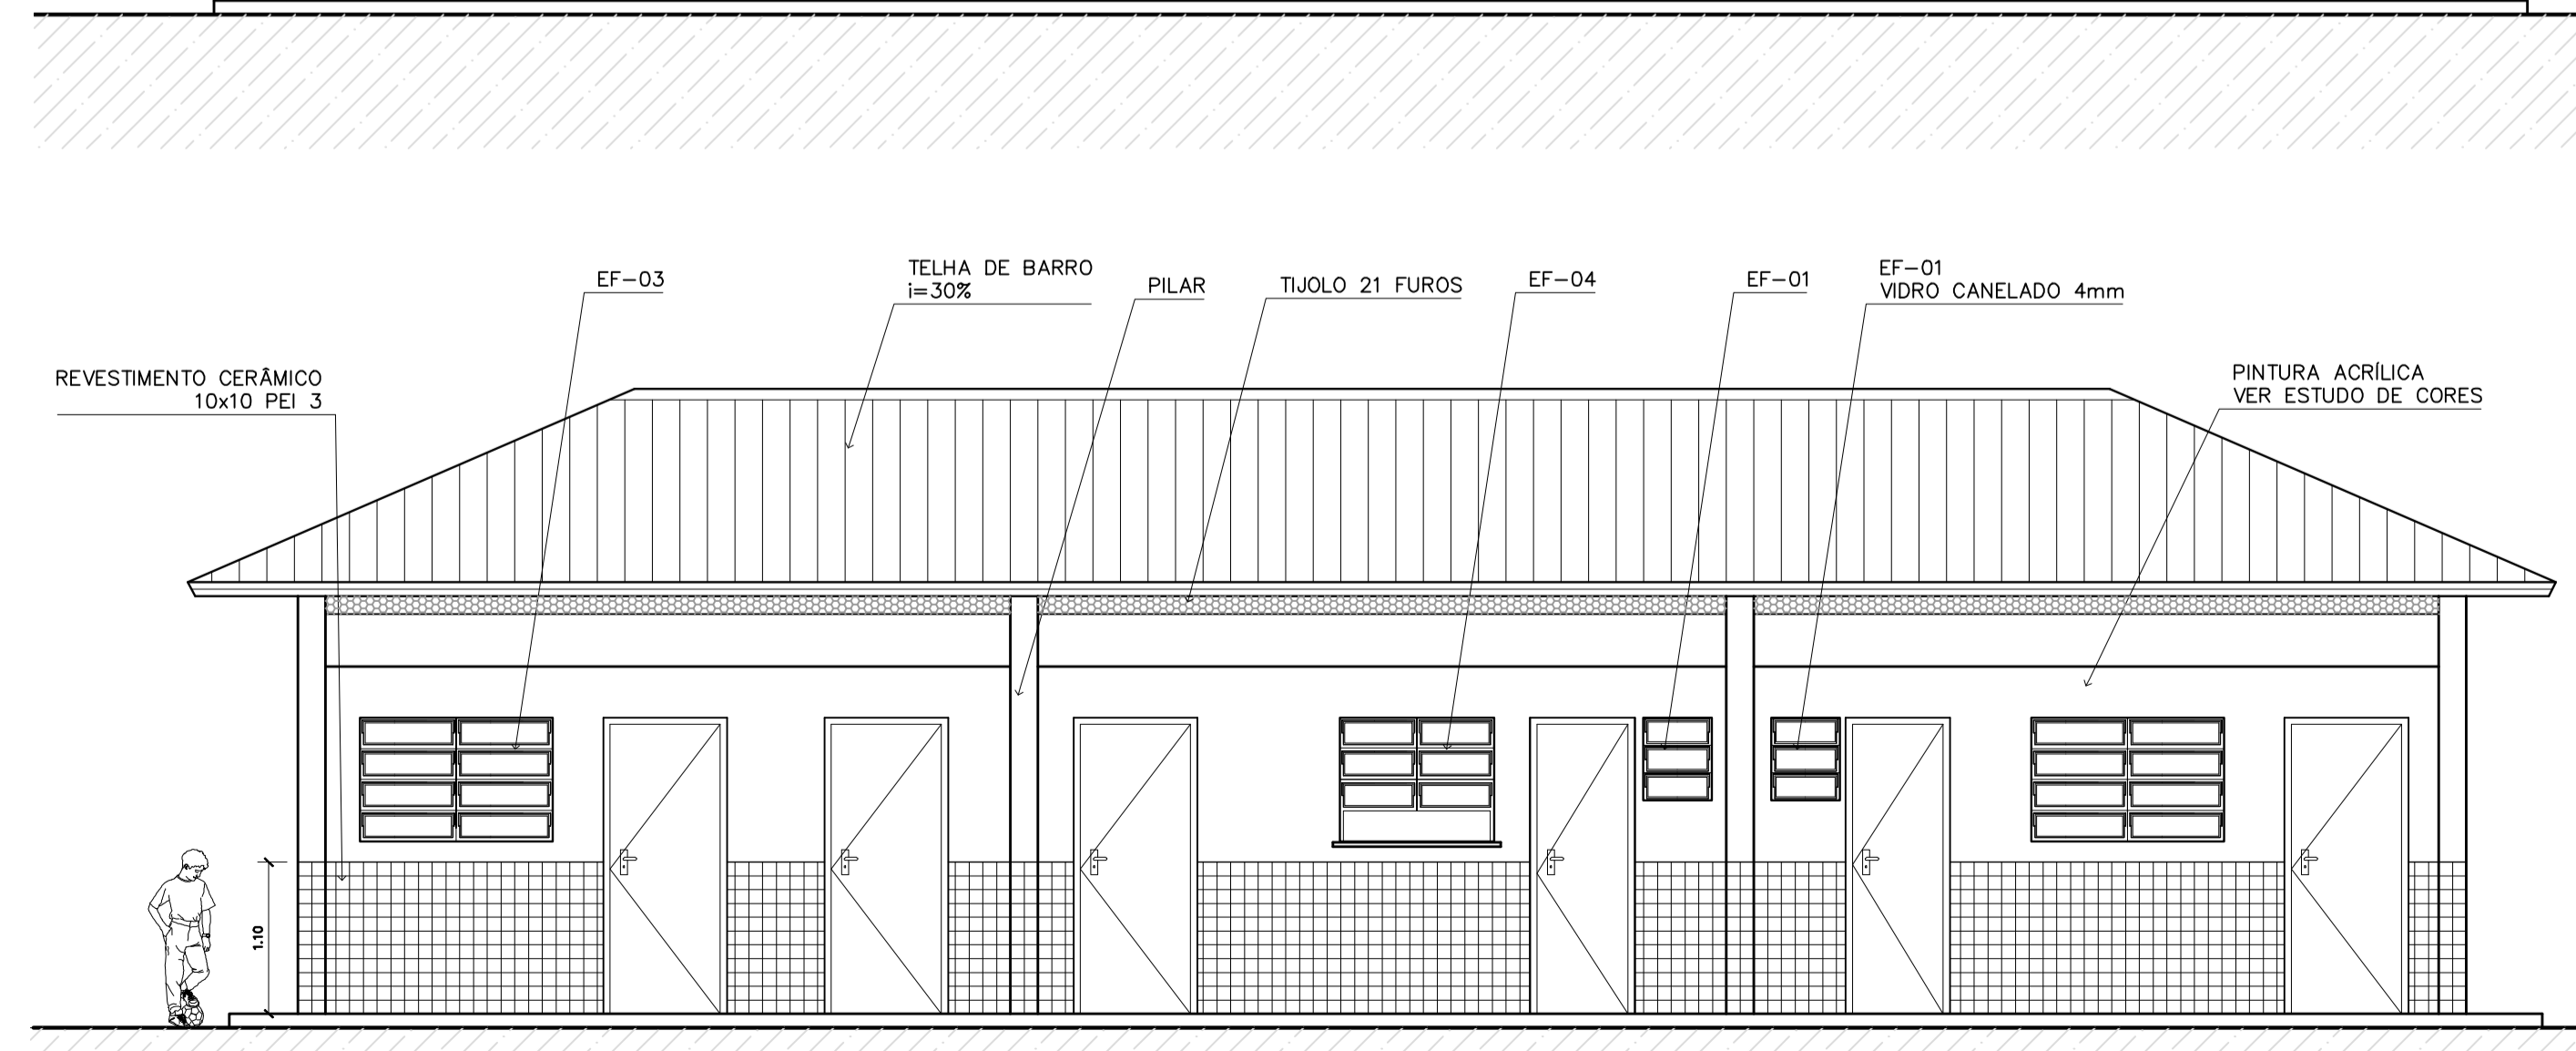 EF-03
TELHA DE BARRO
i=30%
PILAR
TIJOLO 21 FUROS
EF-04
EF-01
EF-01
VIDRO CANELADO 4mm
REVESTIMENTO CERÂMICO
10x10 PEI 3
PINTURA ACRÍLICA
VER ESTUDO DE CORES
1.10